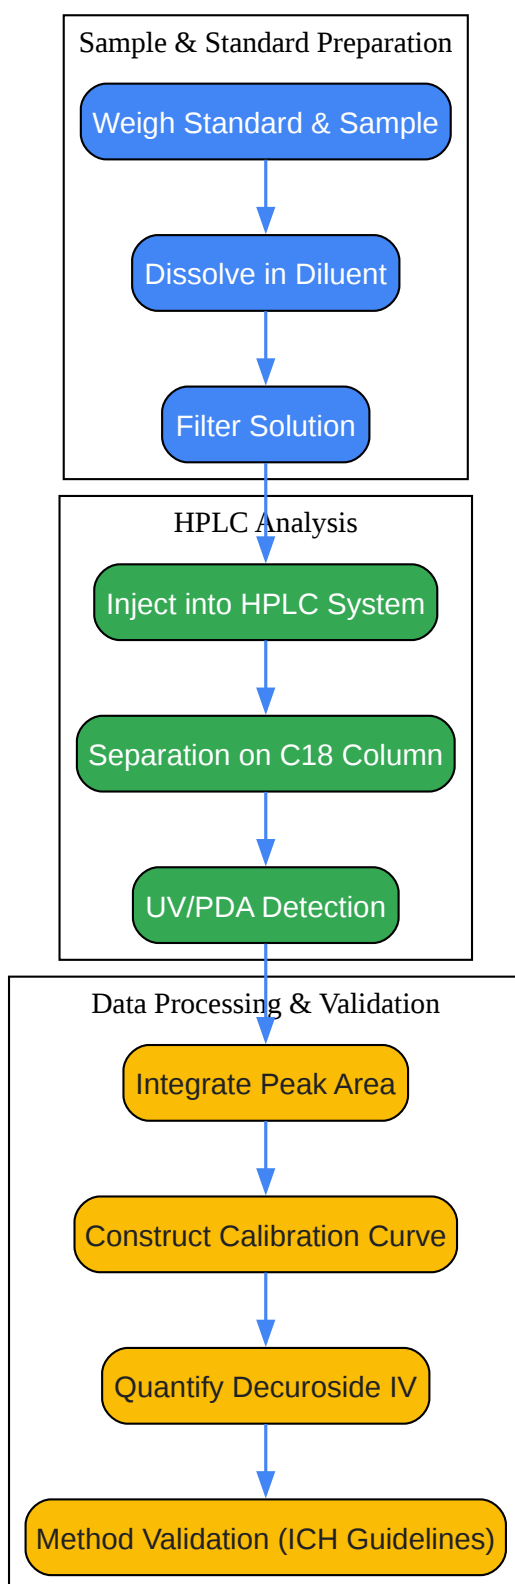 Sample & Standard Preparation
Weigh Standard & Sample
Dissolve in Diluent
Filter Solution
HPLC Analysis
Inject into HPLC System
Separation on C18 Column
UV/PDA Detection
Data Processing & Validation
Integrate Peak Area
Construct Calibration Curve
Quantify Decuroside IV
Method Validation (ICH Guidelines)